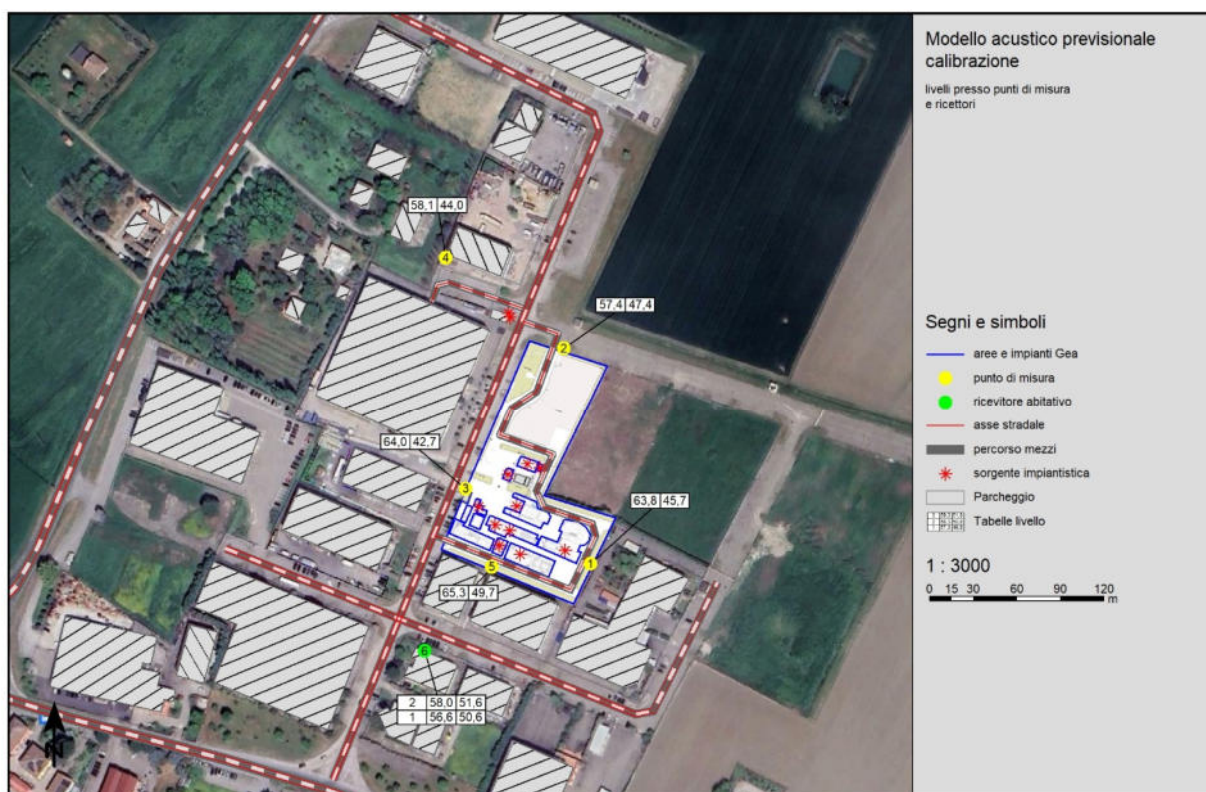 Modello acustico previsionale
calibrazione
livelli presso punti di misura
e ricettori
58,1 44,0
4
57,4 47,4
2
64,0 42,7
3
63,8 45,7
1
5
65,3 49,7
6
2 58,0 51,6
1 56,6 50,6
N
Segni e simboli
aree e impianti Gea
punto di misura
ricevitore abitativo
asse stradale
percorso mezzi
sorgente impiantistica
Parcheggio
Tabelle livello
1 : 3000
0 15 30 60 90 120
m